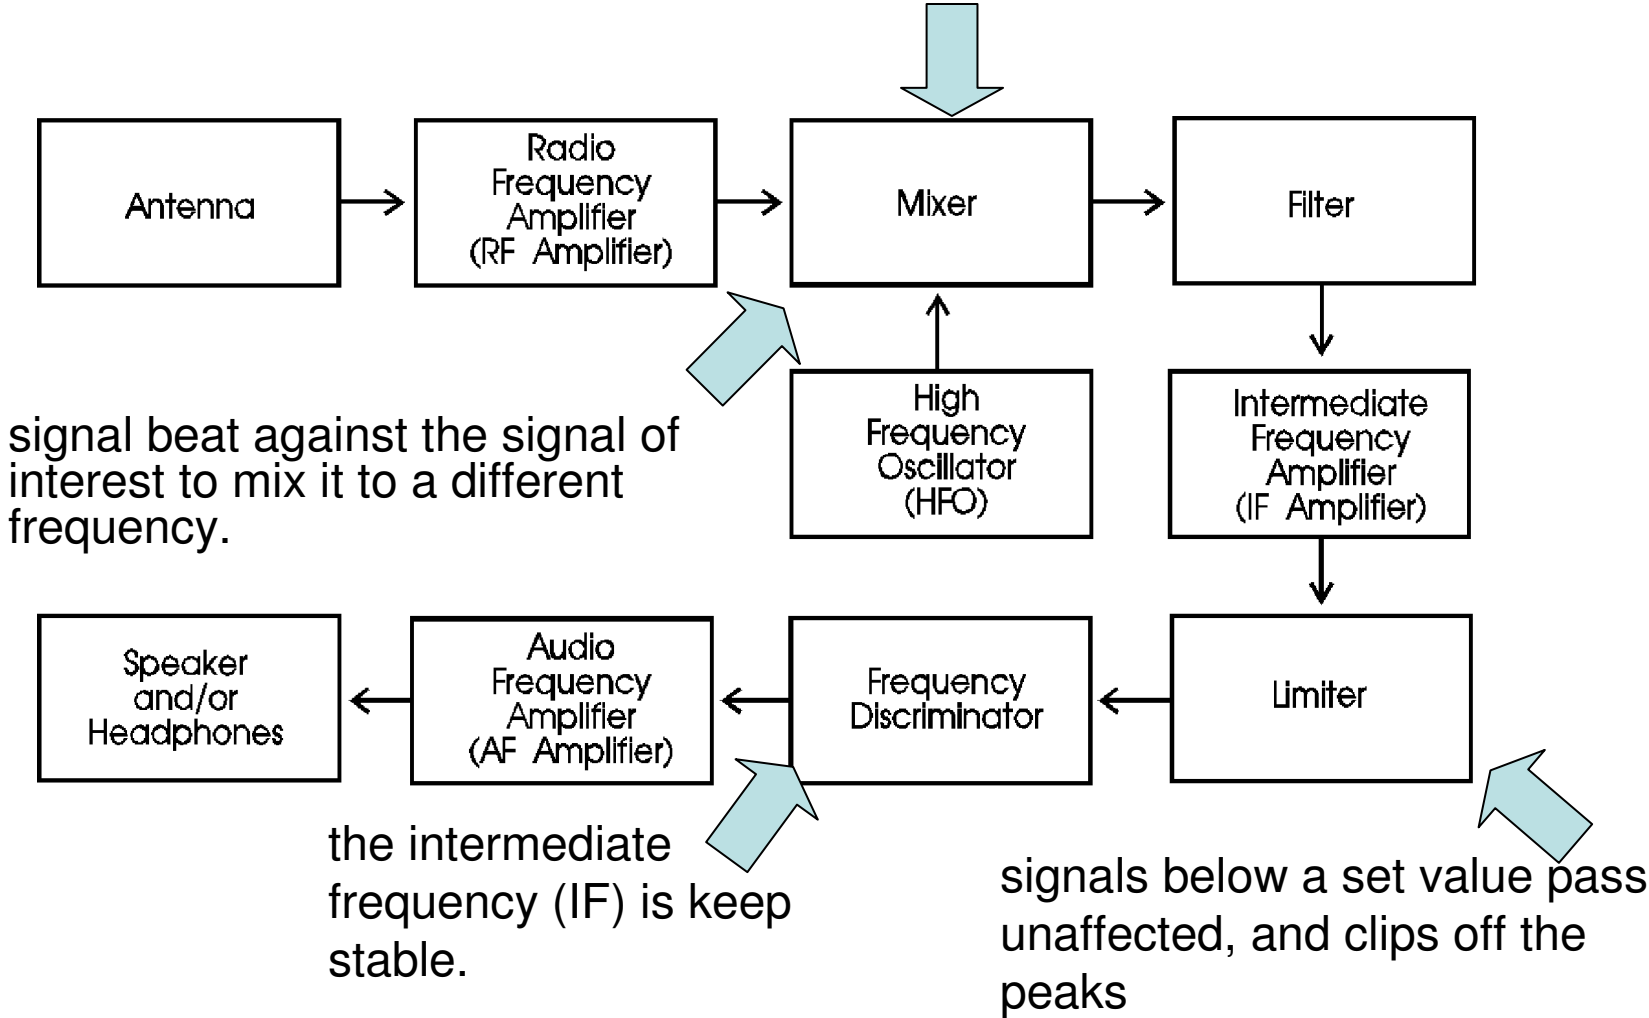 Antenna
Radio
Frequency
Amplifier
(RF Amplifier)
Mixer
Filter
signal beat against the signal of
interest to mix it to a different
frequency.
High
Frequency
Oscillator
(HFO)
Intermediate
Frequency
Amplifier
(IF Amplifier)
Speaker
and/or
Headphones
Audio
Frequency
Amplifier
(AF Amplifier)
Frequency
Discriminator
Limiter
the intermediate
frequency (IF) is keep
stable.
signals below a set value pass
unaffected, and clips off the
peaks